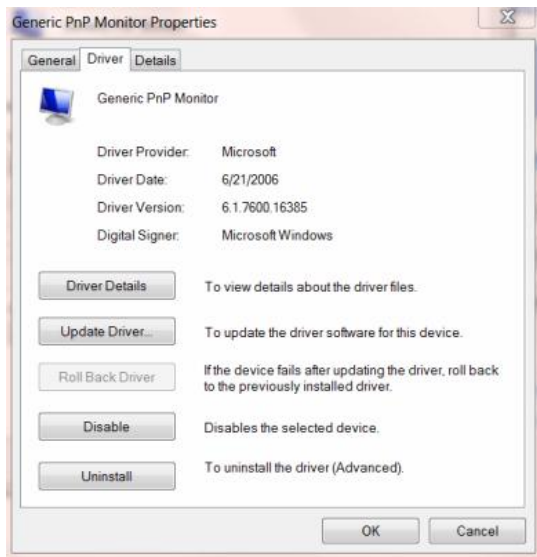 Generic PnP Monitor Properties
General Driver Details
Generic PnP Monitor
Driver Provider: Microsoft
Driver Date: 6/21/2006
Driver Version: 6.1.7600.16385
Digital Signer: Microsoft Windows
Driver Details To view details about the driver files.
Update Driver... To update the driver software for this device.
Roll Back Driver If the device fails after updating the driver, roll back
to the previously installed driver.
Disable Disables the selected device.
Uninstall To uninstall the driver (Advanced).
OK Cancel